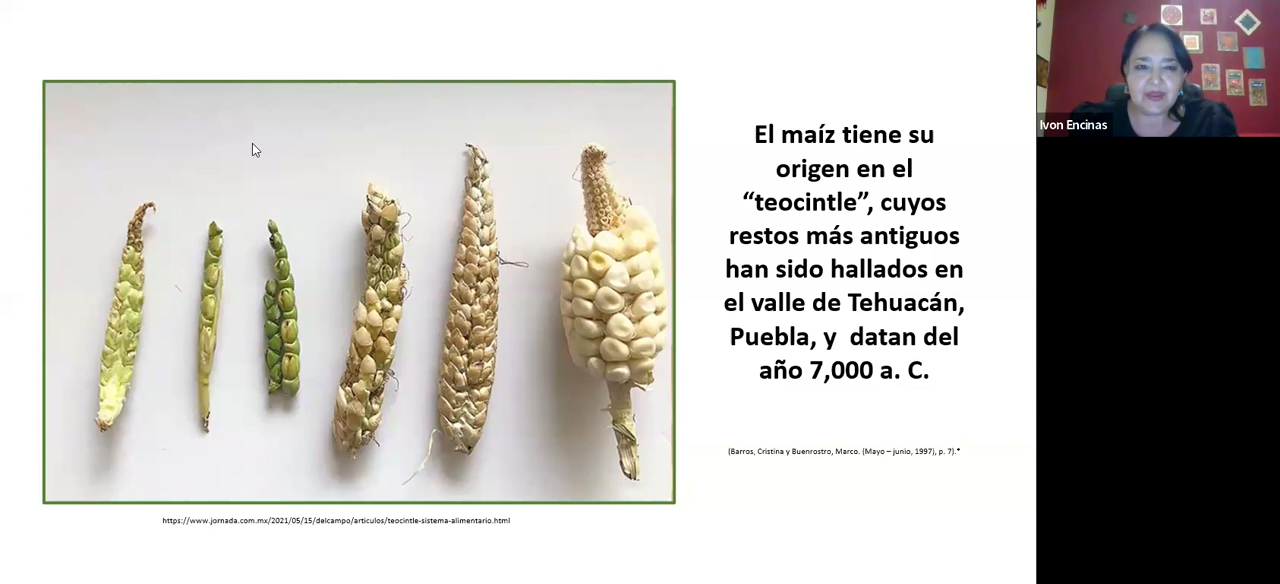 El maíz tiene su
origen en el
“teocintle”, cuyos
restos más antiguos
han sido hallados en
el valle de Tehuacán,
Puebla, y  datan del
año 7,000 a. C.
(Barros, Cristina y Buenrostro, Marco. (Mayo – junio, 1997), p. 7).*
https://www.jornada.com.mx/2021/05/15/delcampo/articulos/teocintle-sistema-alimentario.html
Ivon Encinas